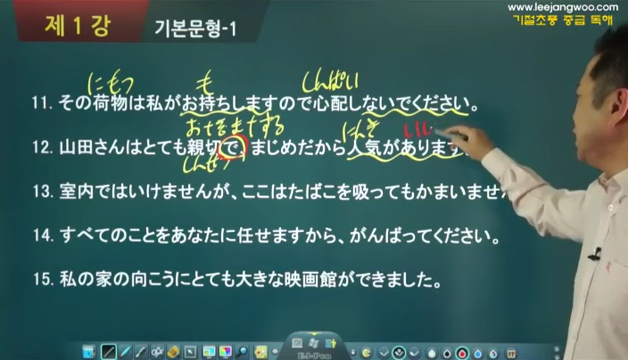 www.leejangwoo.com
기절초풍 중급 독해
제 1 강 기본문형-1
にもつ も しんぱい
11. その荷物は私がお持ちしますので心配しないでください。
お+ます+する にんき いい
12. 山田さんはとても親切で、まじめだから人気があります
しんせつ
13. 室内ではいけませんが、ここはたばこを吸ってもかまいませ
14. すべてのことをあなたに任せますから、がんばってください。
15. 私の家の向こうにとても大きな映画館ができました。